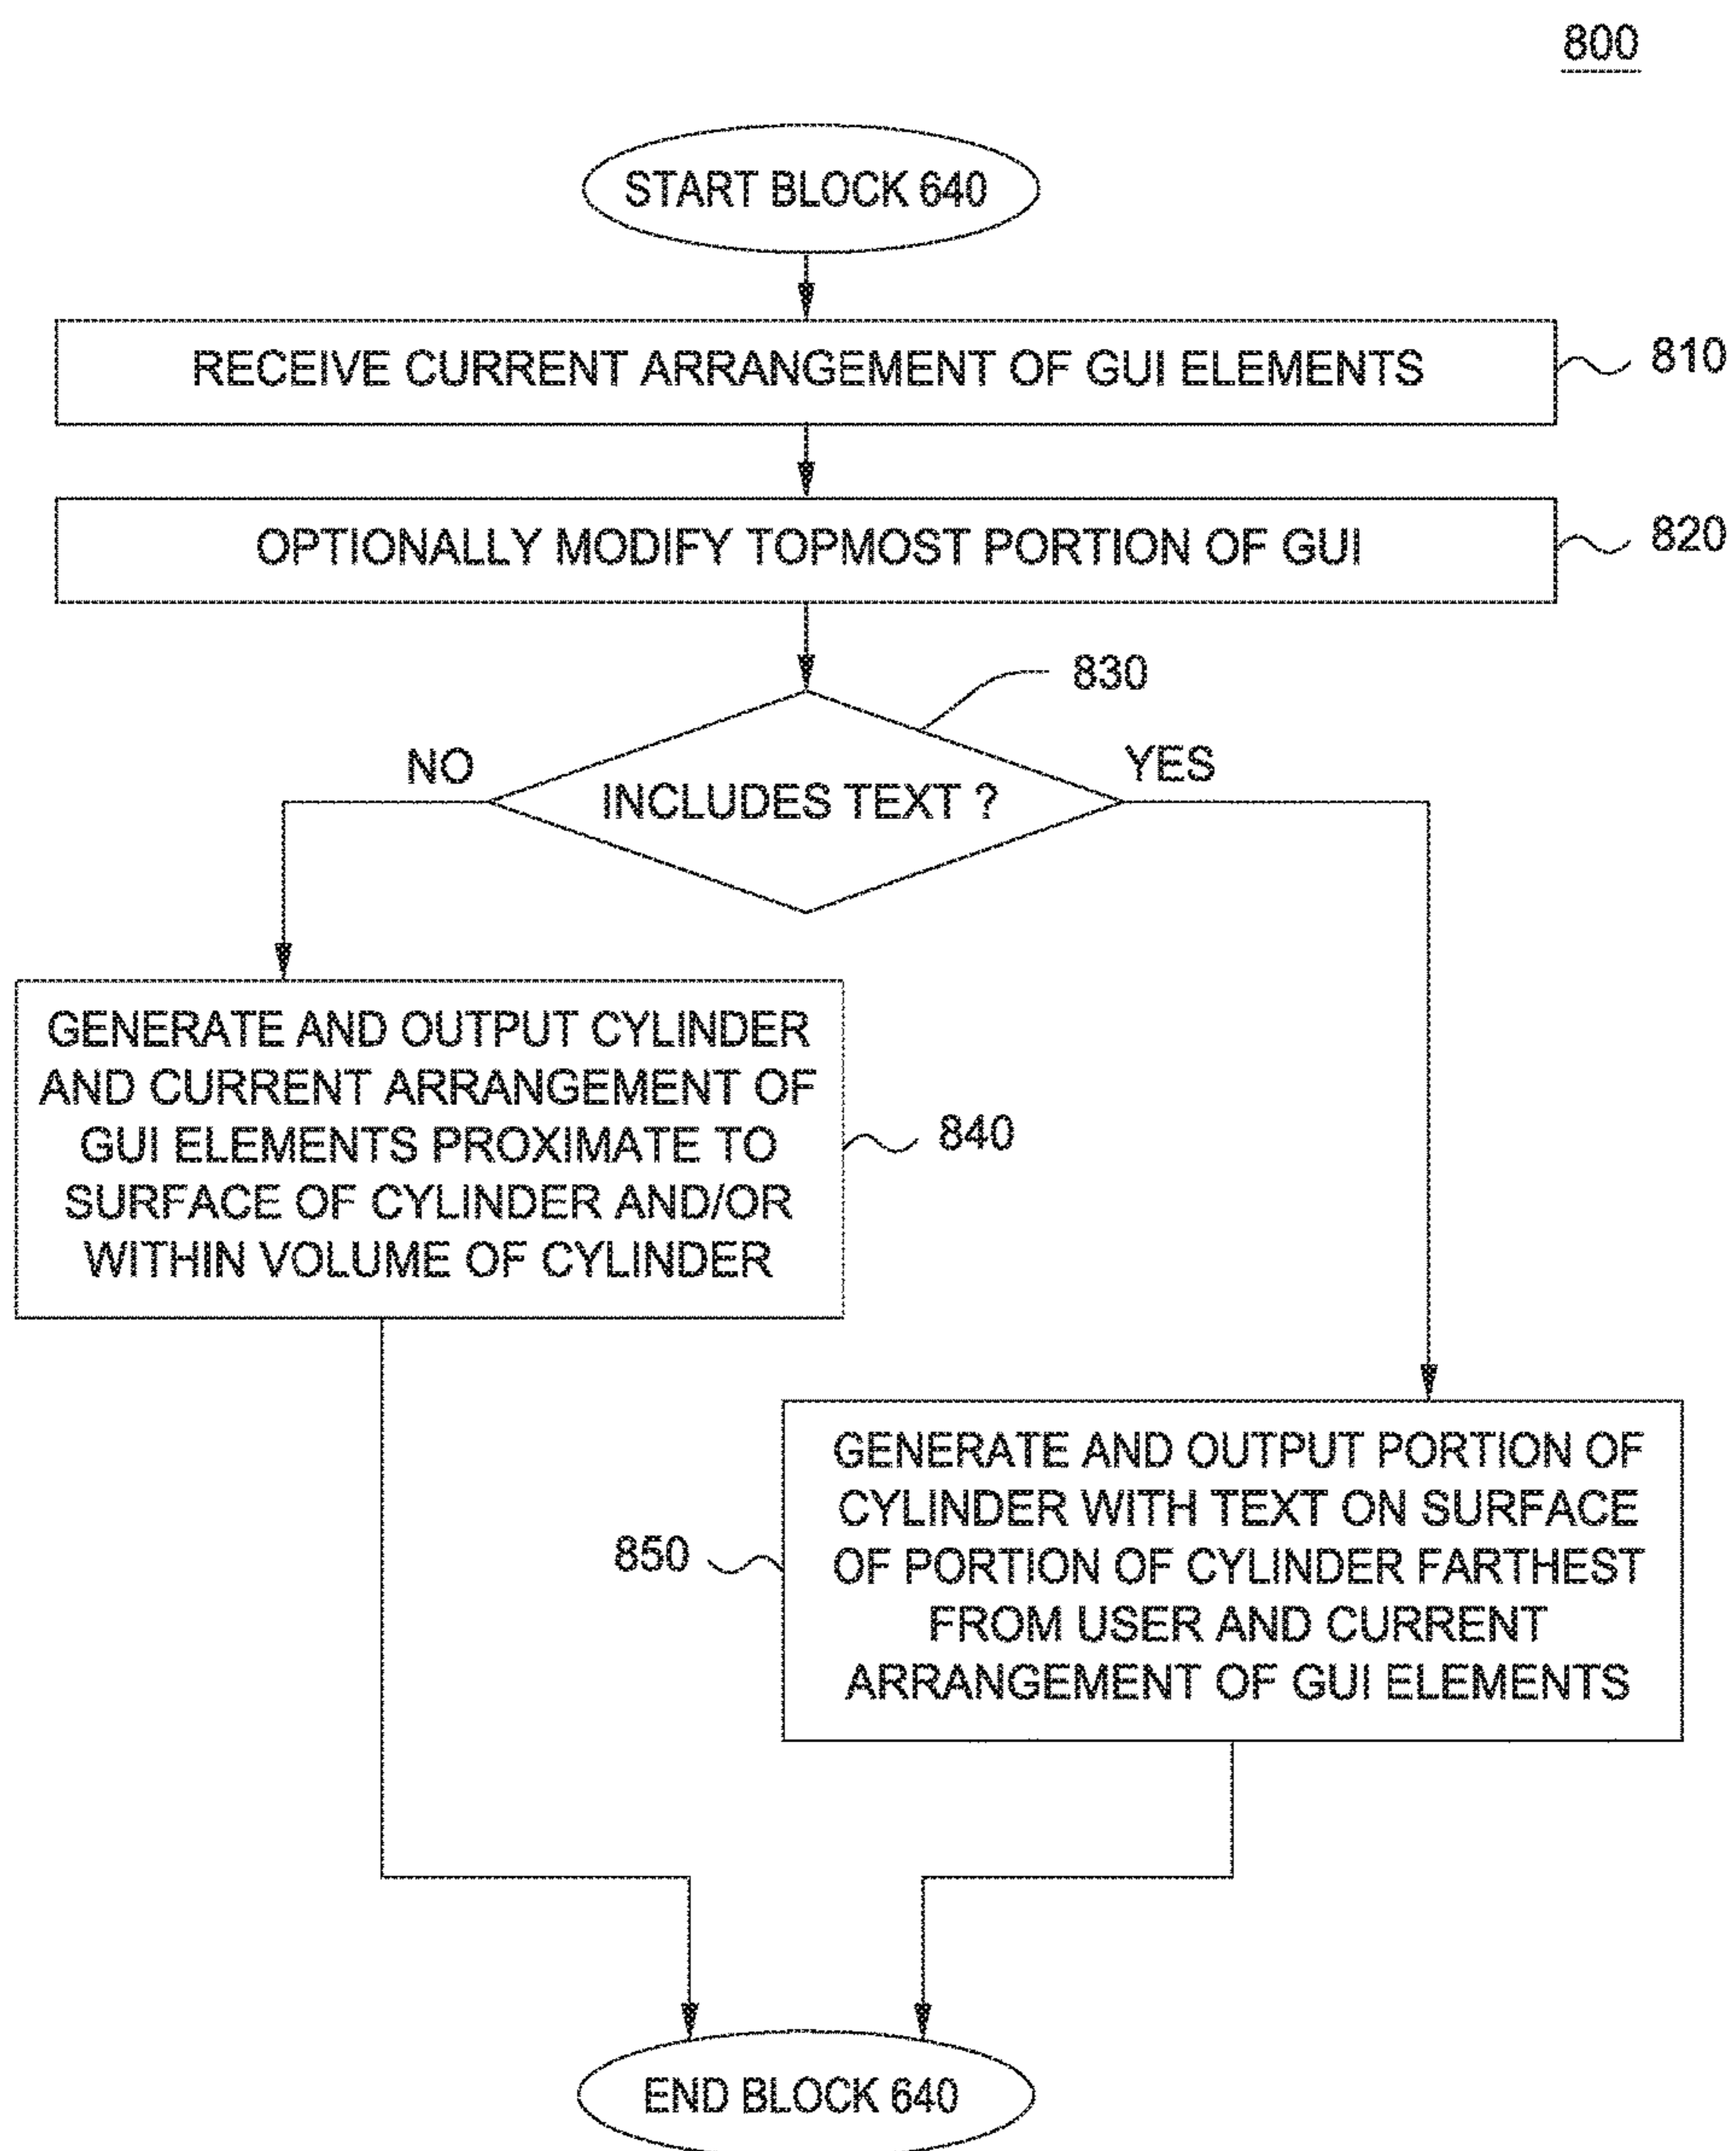 800
START BLOCK 640
RECEIVE CURRENT ARRANGEMENT OF GUI ELEMENTS
810
OPTIONALLY MODIFY TOPMOST PORTION OF GUI
820
830
NO
YES
INCLUDES TEXT ?
GENERATE AND OUTPUT CYLINDER
AND CURRENT ARRANGEMENT OF
GUI ELEMENTS PROXIMATE TO
SURFACE OF CYLINDER AND/OR
WITHIN VOLUME OF CYLINDER
840
GENERATE AND OUTPUT PORTION OF
CYLINDER WITH TEXT ON SURFACE
OF PORTION OF CYLINDER FARTHEST
FROM USER AND CURRENT
ARRANGEMENT OF GUI ELEMENTS
850
END BLOCK 640